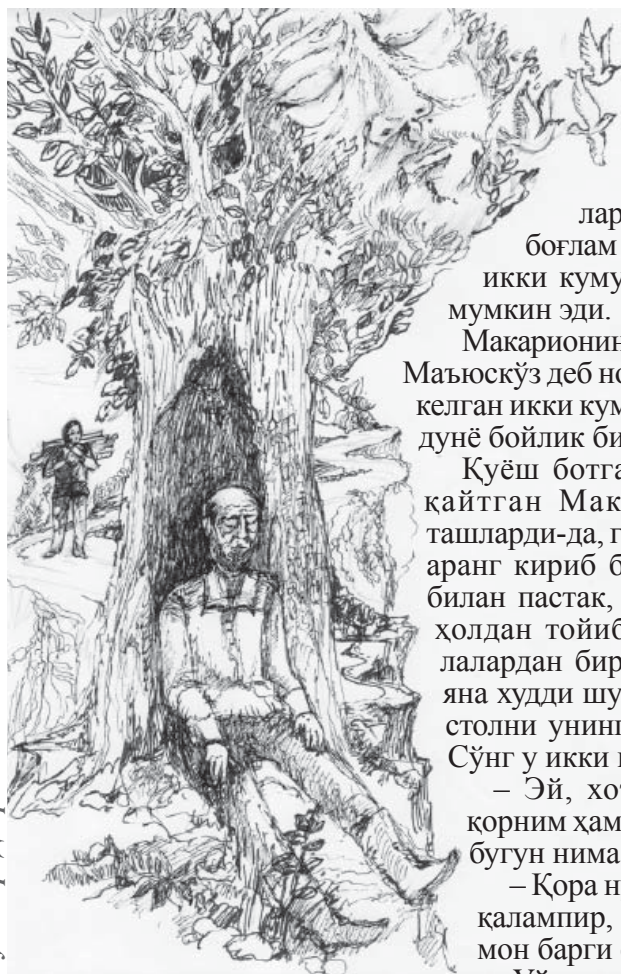 лар
боғлам
икки куму
мумкин эди.
Макарионин
Маъюскўз деб но
келган икки кум
дунё бойлик би
Қуёш ботга
қайтган Мак
ташларди-да, г
аранг кириб б
билан пастак,
ҳолдан тойиб
лалардан бир
яна худди шу
столни унинг
Сўнг у икки
– Эй, хот
қорним ҳам
бугун нима
– Қора н
қалампир,
мон барги